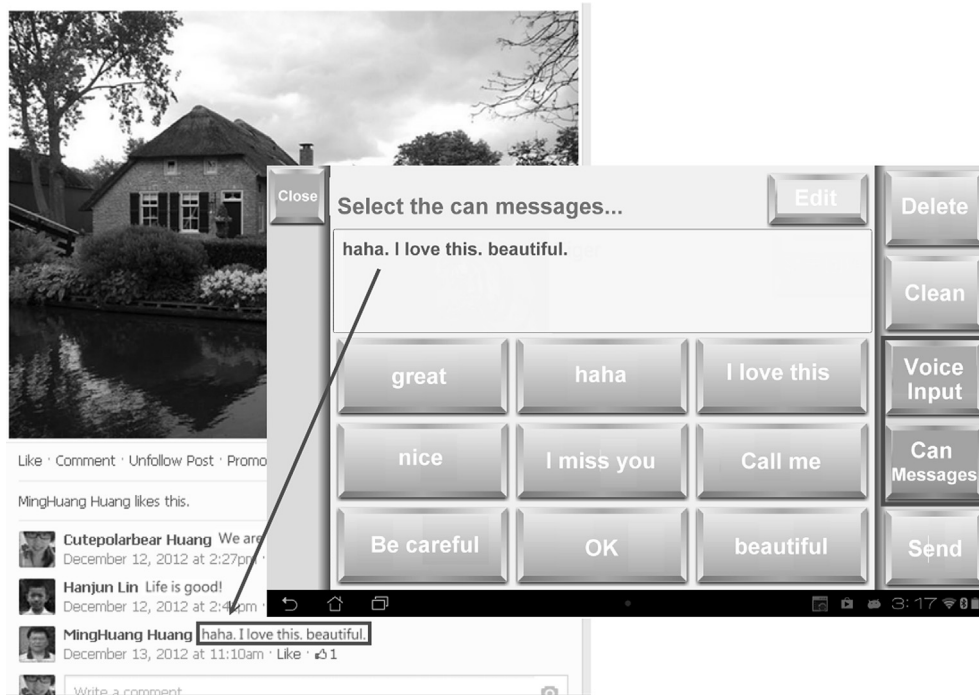 Close
Select the can messages...
Edit
Delete
haha. I love this. beautiful.
Clean
great
haha
I love this
Voice
Input
nice
I miss you
Call me
Can
Messages
Be careful
OK
beautiful
Send
3:17
Like · Comment · Unfollow Post · Promo
MingHuang Huang likes this.
Cutepolarbear Huang We are
December 12, 2012 at 2:27pm ·
Hanjun Lin Life is good!
December 12, 2012 at 2:4 pm ·
MingHuang Huang haha. I love this. beautiful.
December 13, 2012 at 11:10am · Like · 1
Write a comment